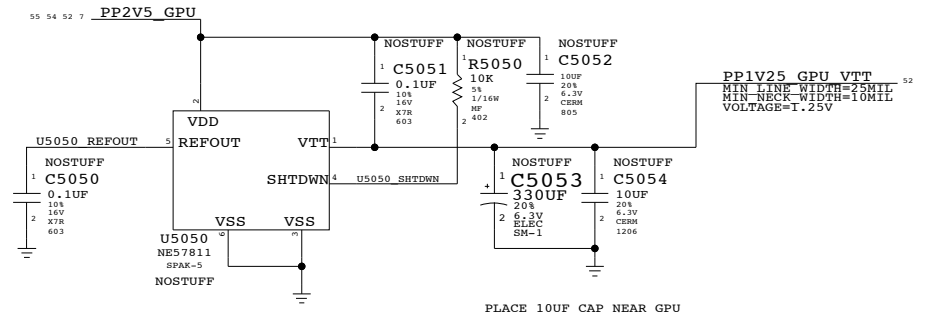 55 54 52 7 PP2V5_GPU
NOSTUFF
C5051
0.1UF
10%
16V
X7R
603
1
2
NOSTUFF
R5050
10K
5%
1/16W
MF
402
1
2
NOSTUFF
C5052
10UF
20%
6.3V
CERM
805
1
2
PP1V25_GPU_VTT 52
MIN_LINE_WIDTH=25MIL
MIN_NECK_WIDTH=10MIL
VOLTAGE=1.25V
2
VDD
U5050_REFOUT 5 REFOUT
VTT 1
SHTDWN 4 U5050_SHTDWN
VSS VSS
6 3
U5050
NE57811
SPAK-5
NOSTUFF
NOSTUFF
C5050
0.1UF
10%
16V
X7R
603
1
2
NOSTUFF
C5053
330UF
20%
6.3V
ELEC
SM-1
1
+
2
NOSTUFF
C5054
10UF
20%
6.3V
CERM
1206
1
2
PLACE 10UF CAP NEAR GPU